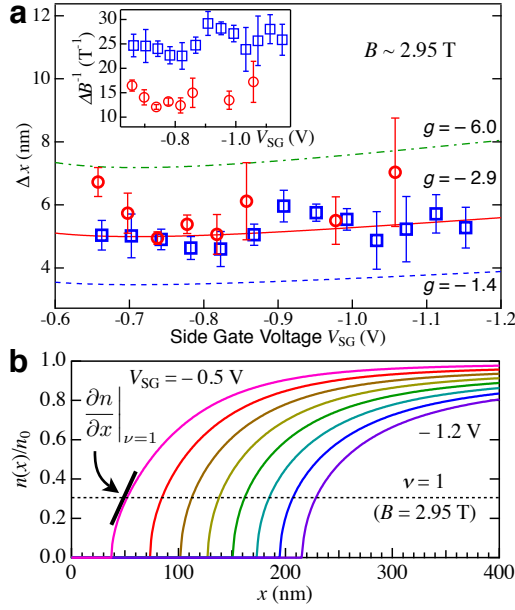 a
ΔB⁻¹ (T⁻¹)
30
25
20
15
10
-0.8
-1.0
V_SG (V)
B ~ 2.95 T
Δx (nm)
12
10
8
6
4
g = − 6.0
g = − 2.9
g = − 1.4
-0.6
-0.7
-0.8
-0.9
-1.0
-1.1
-1.2
Side Gate Voltage V_SG (V)
b
n(x)/n₀
1.0
0.8
0.6
0.4
0.2
0.0
V_SG = − 0.5 V
∂n/∂x|ν=1
− 1.2 V
ν = 1
(B = 2.95 T)
0
100
200
300
400
x (nm)